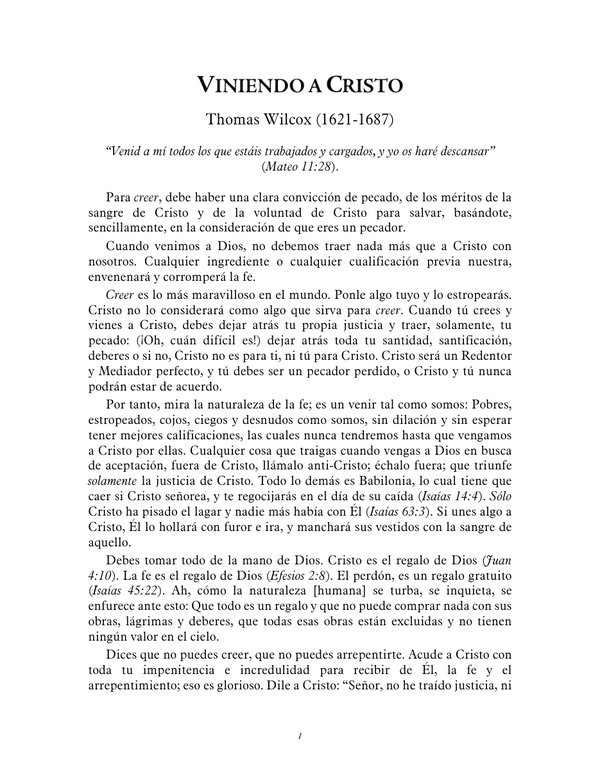 VINIENDO A CRISTO
Thomas Wilcox (1621-1687)
“Venid a mí todos los que estáis trabajados y cargados, y yo os haré descansar”
(Mateo 11:28).
Para creer, debe haber una clara convicción de pecado, de los méritos de la
sangre de Cristo y de la voluntad de Cristo para salvar, basándote,
sencillamente, en la consideración de que eres un pecador.
Cuando venimos a Dios, no debemos traer nada más que a Cristo con
nosotros. Cualquier ingrediente o cualquier cualificación previa nuestra,
envenenará y corromperá la fe.
Creer es lo más maravilloso en el mundo. Ponle algo tuyo y lo estropearás.
Cristo no lo considerará como algo que sirva para creer. Cuando tú crees y
vienes a Cristo, debes dejar atrás tu propia justicia y traer, solamente, tu
pecado: (¡Oh, cuán difícil es!) dejar atrás toda tu santidad, santificación,
deberes o si no, Cristo no es para ti, ni tú para Cristo. Cristo será un Redentor
y Mediador perfecto, y tú debes ser un pecador perdido, o Cristo y tú nunca
podrán estar de acuerdo.
Por tanto, mira la naturaleza de la fe; es un venir tal como somos: Pobres,
estropeados, cojos, ciegos y desnudos como somos, sin dilación y sin esperar
tener mejores calificaciones, las cuales nunca tendremos hasta que vengamos
a Cristo por ellas. Cualquier cosa que traigas cuando vengas a Dios en busca
de aceptación, fuera de Cristo, llámalo anti-Cristo; échalo fuera; que triunfe
solamente la justicia de Cristo. Todo lo demás es Babilonia, lo cual tiene que
caer si Cristo señorea, y te regocijarás en el día de su caída (Isaías 14:4). Sólo
Cristo ha pisado el lagar y nadie más había con Él (Isaías 63:3). Si unes algo a
Cristo, Él lo hollará con furor e ira, y manchará sus vestidos con la sangre de
aquello.
Debes tomar todo de la mano de Dios. Cristo es el regalo de Dios (Juan
4:10). La fe es el regalo de Dios (Efesios 2:8). El perdón, es un regalo gratuito
(Isaías 45:22). Ah, cómo la naturaleza [humana] se turba, se inquieta, se
enfurece ante esto: Que todo es un regalo y que no puede comprar nada con sus
obras, lágrimas y deberes, que todas esas obras están excluidas y no tienen
ningún valor en el cielo.
Dices que no puedes creer, que no puedes arrepentirte. Acude a Cristo con
toda tu impenitencia e incredulidad para recibir de Él, la fe y el
arrepentimiento; eso es glorioso. Dile a Cristo: “Señor, no he traído justicia, ni
1